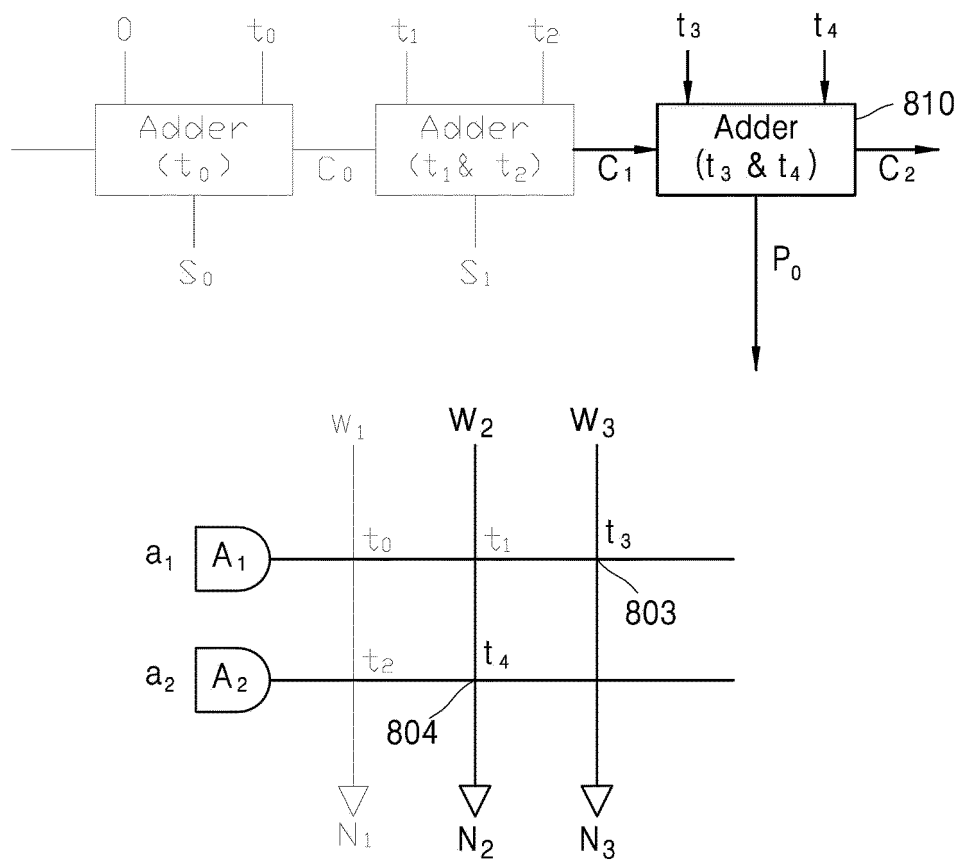 0 t₀ t₁ t₂ t₃ t₄
810
Adder (t₀)
C₀
Adder (t₁ & t₂)
C₁
Adder (t₃ & t₄)
C₂
S₀ S₁ P₀
W₁ W₂ W₃
a₁ A₁ t₀ t₁ t₃
803
a₂ A₂ t₂ t₄
804
N₁ N₂ N₃